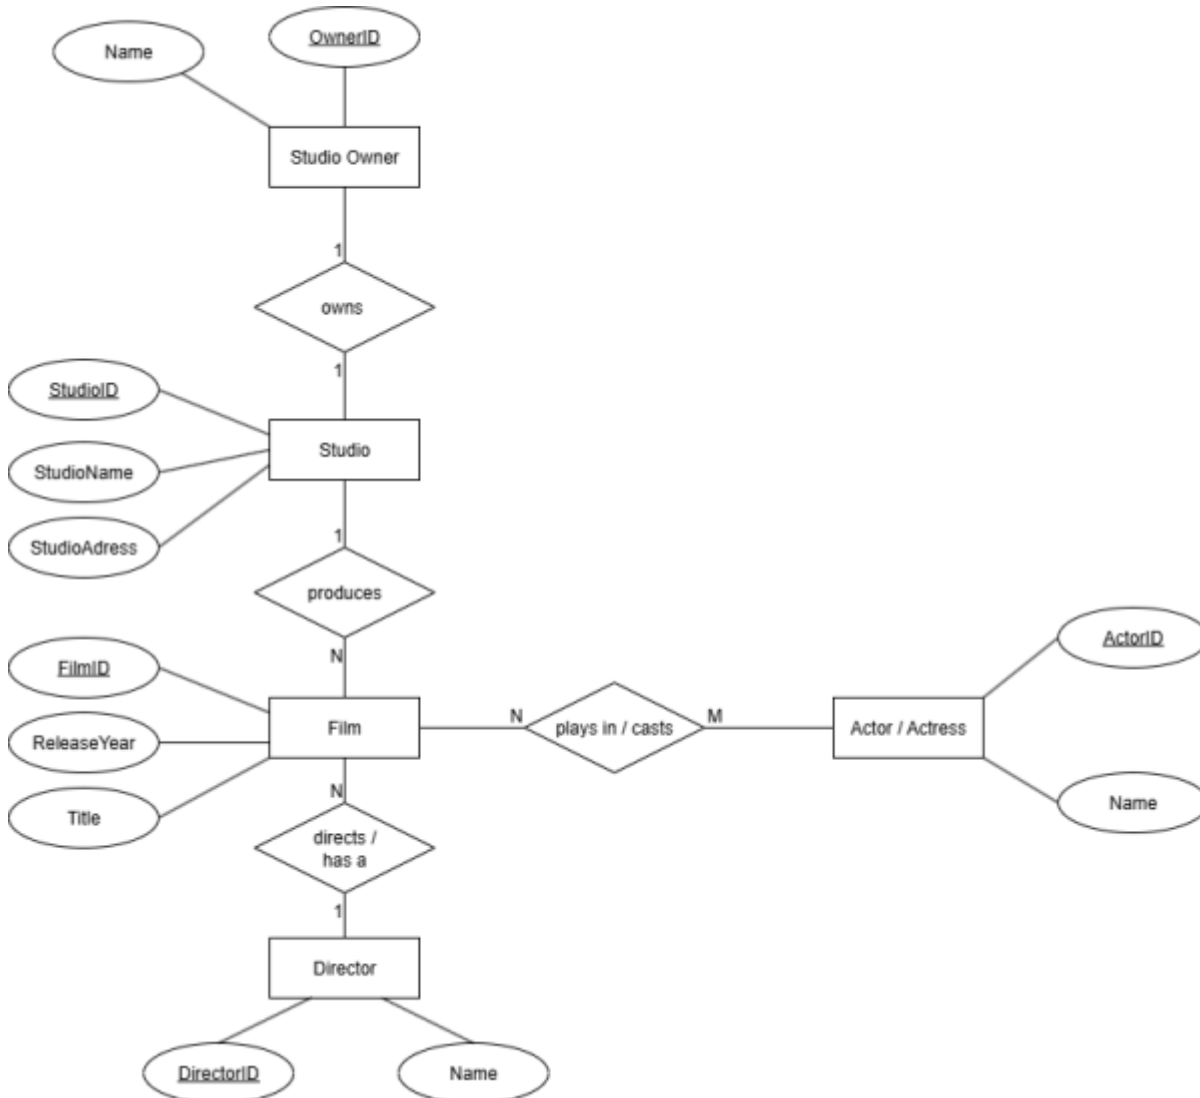 OwnerID
Name
Studio Owner
1
owns
1
StudioID
Studio
StudioName
StudioAdress
1
produces
N
FilmID
ActorID
N
M
Film
plays in / casts
Actor / Actress
ReleaseYear
N
Name
Title
directs /
has a
1
Director
DirectorID
Name